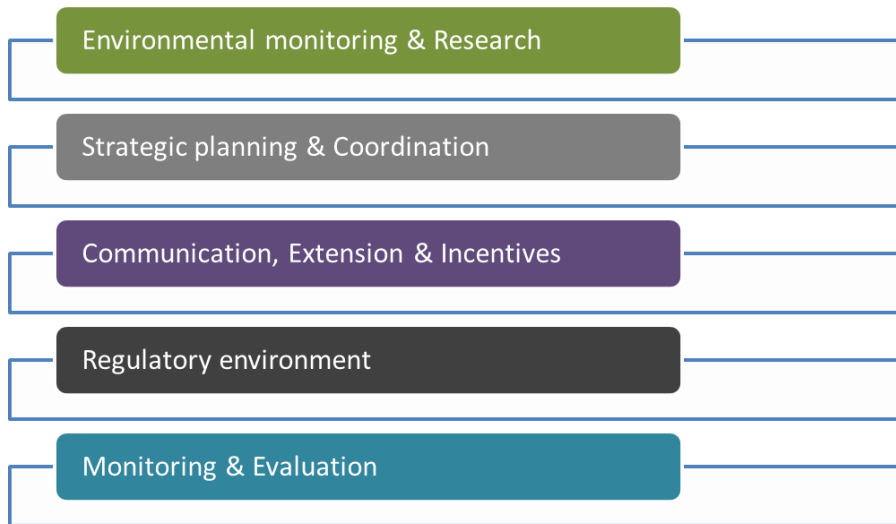 Environmental monitoring & Research
Strategic planning & Coordination
Communication, Extension & Incentives
Regulatory environment
Monitoring & Evaluation